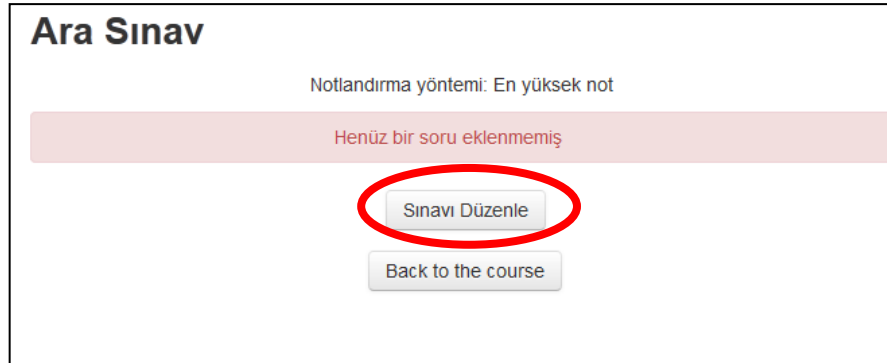 Ara Sınav
Notlandırma yöntemi: En yüksek not
Henüz bir soru eklenmemiş
Sınavı Düzenle
Back to the course